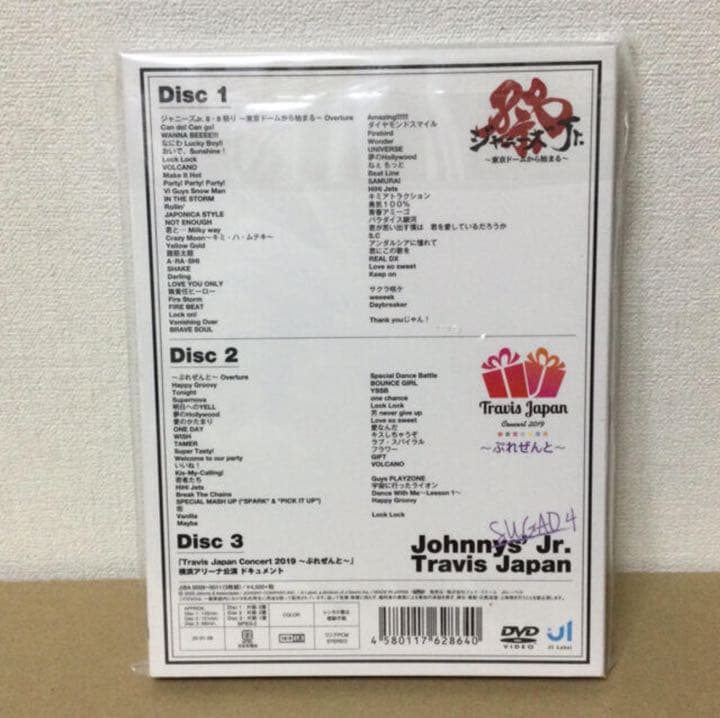 Disc 1
ジャニーズJr. 8・8 祭り ～東京ドームから始まる～ Overture
Can do! Can go!
WANNA BEEEE!!!
なにわ Lucky Boy!!
おいで、Sunshine！
Lock Lock
VOLCANO
Make It Hot
Party! Party! Party!
VI Guys Snow Man
IN THE STORM
Rollin'
JAPONICA STYLE
NOT ENOUGH
君と…Milky way
Crazy Moon～キミ・ハ・ムテキ～
Yellow Gold
A・RA・SHI
SHAKE
Darling
LOVE YOU ONLY
無責任ヒーロー
Fire Storm
FIRE BEAT
Lock on!
Vanishing Over
BRAVE SOUL
Amazing!!!!!!
ダイヤモンドスマイル
Firebird
Wonder
UNIVERSE
夢のHollywood
ねぇ もっと
Beat Line
SAMURAI
HiHi Jets
キミアトラクション
勇気100%
青春アミーゴ
パラダイス銀河
君が思い出す僕は 君を愛しているだろうか
アンダルシアに憧れて
君にこの歌を
REAL DX
Love so sweet
Keep on
サクラ咲ケ
weeeek
Daybreaker
Thank youじゃん！
祭
ジャニーズJr.
～東京ドームから始まる～
Disc 2
～ぷれぜんと～ Overture
Happy Groovy
Tonight
Supernova
明日へのYELL
夢のHollywood
愛のかたまり
ONE DAY
WISH
TAMER
Super Tasty!
Welcome to our party
いいね！
Kis-My-Calling!
若者たち
HiHi Jets
Break The Chains
SPECIAL MASH UP ("SPARK" & "PICK IT UP")
Vanilla
Maybe
Special Dance Battle
BOUNCE GIRL
YSSB
one chance
Lock Lock
男 never give up
Love so sweet
愛なんだ
キスしちゃうぞ
ラブ・スパイラル
フラワー
GIFT
VOLCANO
Guys PLAYZONE
宇宙に行ったライオン
Dance With Me～Lesson 1～
Happy Groovy
Lock Lock
Travis Japan
Concert 2019
～ぷれぜんと～
Disc 3
「Travis Japan Concert 2019 ～ぷれぜんと～」
横浜アリーナ公演 ドキュメント
Johnnys' Jr.
SUGAO 4
Travis Japan
COLOR
DVD
VIDEO
J1 Label
4 580117 628640